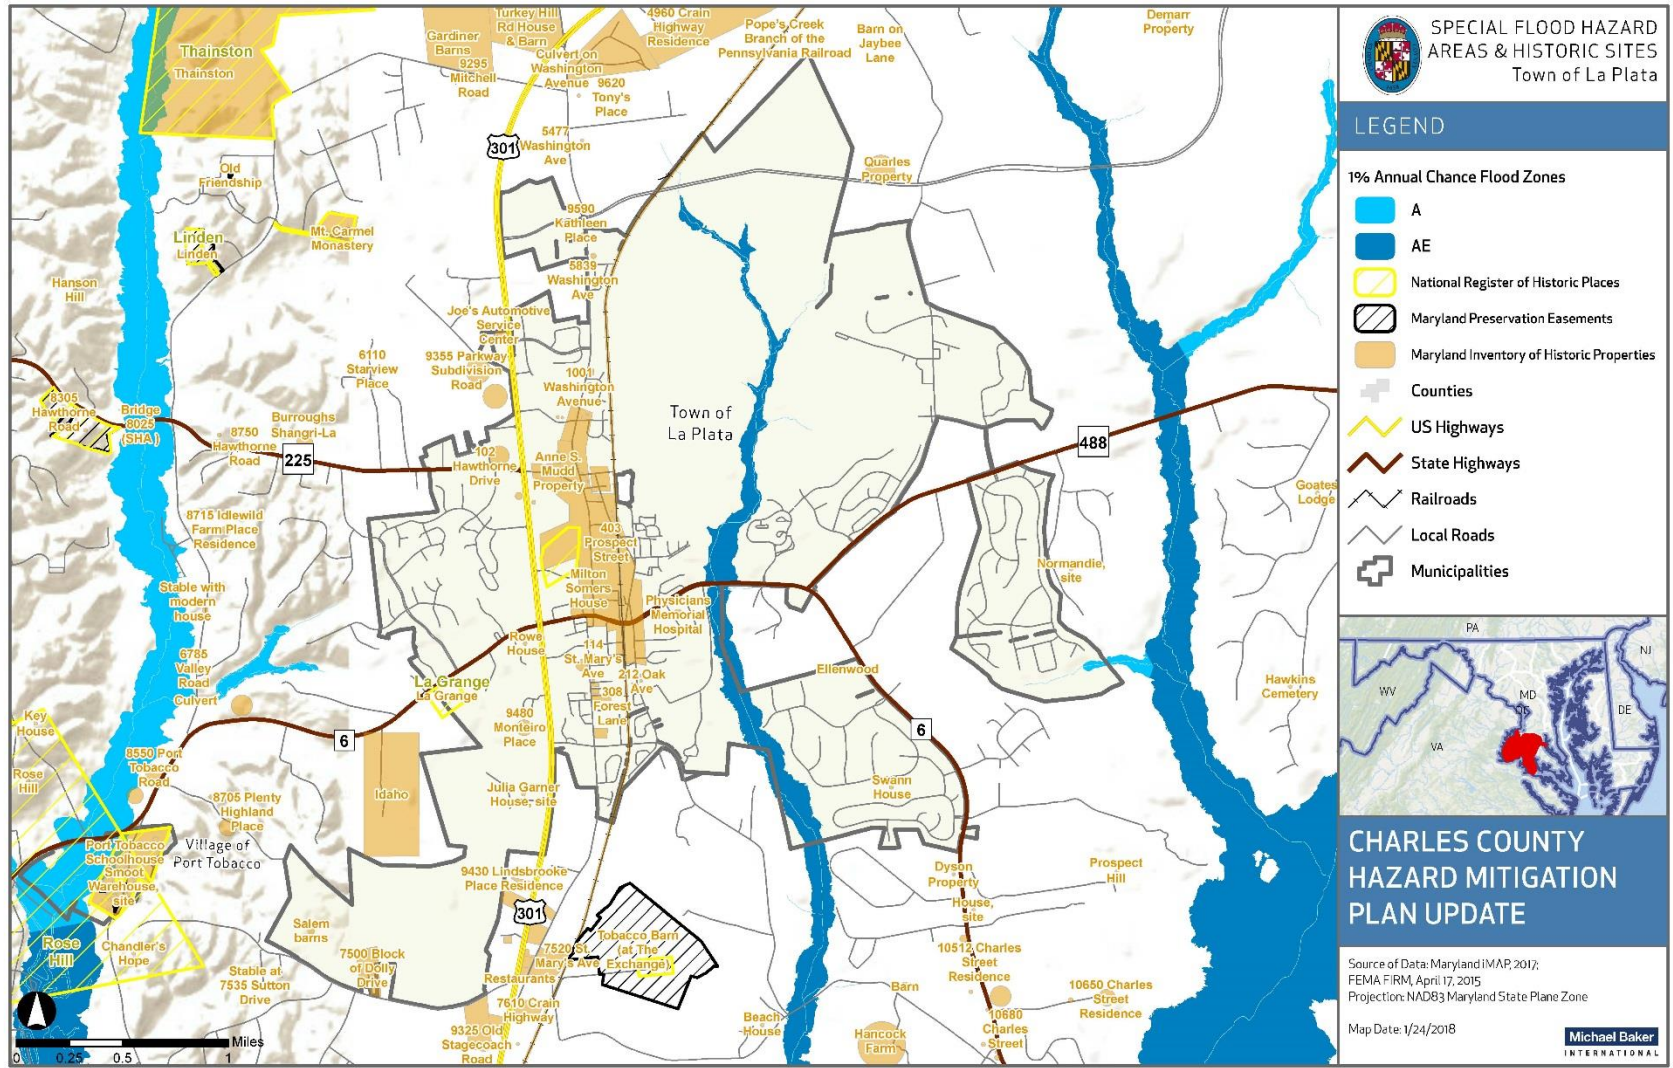 Turkey Hill
Rd House
& Barn
4960 Crain
Highway
Residence
Pope's Creek
Branch of the
Pennsylvania Railroad
Barn on
Jaybee
Lane
Demarr
Property
Gardiner
Barns
9295
Mitchell
Road
Culvert on
Washington
Avenue
9620
Tony's
Place
Thainston
Thainston
301
5477
Washington
Ave
Old
Friendship
Quarles
Property
Linden
Linden
Mt. Carmel
Monastery
9590
Kathleen
Place
5839
Washington
Ave
Hanson
Hill
Joe's Automotive
Service
Center
6110
Starview
Place
9355 Parkway
Subdivision
Road
1001
Washington
Avenue
Town of
La Plata
8305
Hawthorne
Road
Bridge
8025
(SHA )
8750
Hawthorne
Road
Burroughs
Shangri-La
225
102
Hawthorne
Drive
Anne S.
Mudd
Property
488
Goates
Lodge
8715 Idlewild
Farm Place
Residence
403
Prospect
Street
Stable with
modern
house
Milton
Somers
House
Physicians
Memorial
Hospital
Normandie,
site
Rowe
House
114
St. Mary's
Ave
212 Oak
Ave
308
Forest
Lane
6785
Valley
Road
Culvert
La Grange
La Grange
Ellenwood
Hawkins
Cemetery
Key
House
9480
Monteiro
Place
6
6
Rose
Hill
8550 Port
Tobacco
Road
8705 Plenty
Highland
Place
Idaho
Julia Garner
House, site
Swann
House
Port Tobacco
Schoolhouse
Smoot
Warehouse,
site
Village of
Port Tobacco
9430 Lindsbrooke
Place Residence
Dyson
Property
House,
site
Prospect
Hill
301
Salem
barns
Rose
Hill
Chandler's
Hope
7500 Block
of Dolly
Drive
7520 St.
Mary's Ave
Restaurants
Tobacco Barn
(at The
Exchange)
10512 Charles
Street
Residence
Stable at
7535 Sutton
Drive
7610 Crain
Highway
9325 Old
Stagecoach
Road
Beach
House
Barn
Hancock
Farm
10680
Charles
Street
10650 Charles
Street
Residence
Miles
0 0.25 0.5 1
SPECIAL FLOOD HAZARD
AREAS & HISTORIC SITES
Town of La Plata
LEGEND
1% Annual Chance Flood Zones
A
AE
National Register of Historic Places
Maryland Preservation Easements
Maryland Inventory of Historic Properties
Counties
US Highways
State Highways
Railroads
Local Roads
Municipalities
PA
NJ
WV
MD
DE
VA
CHARLES COUNTY
HAZARD MITIGATION
PLAN UPDATE
Source of Data: Maryland iMAP, 2017;
FEMA FIRM, April 17, 2015
Projection: NAD83 Maryland State Plane Zone
Map Date: 1/24/2018
Michael Baker
INTERNATIONAL